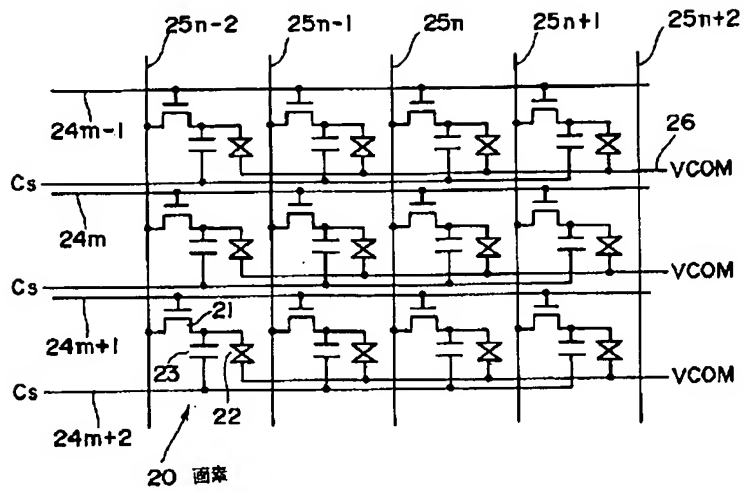 25n-2
25n-1
25n
25n+1
25n+2
24m-1
26
Cs
VCOM
24m
VCOM
Cs
21
24m+1
23
22
Cs
VCOM
24m+2
20 画素